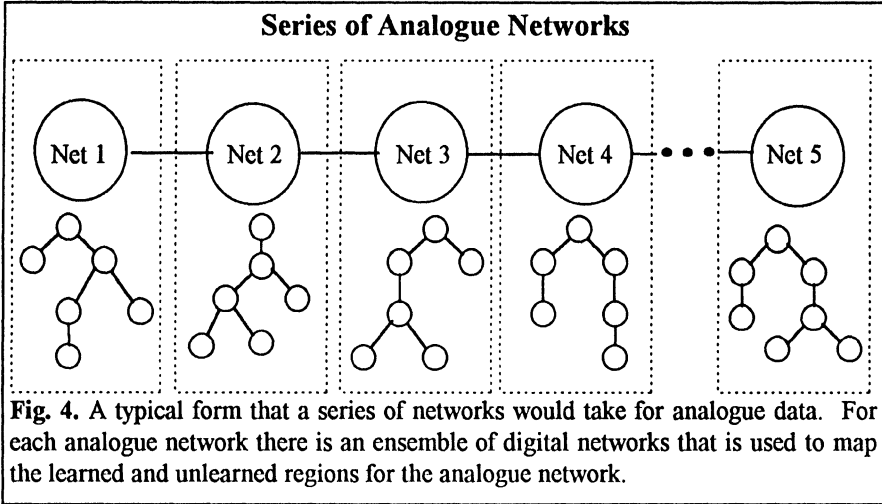 Series of Analogue Networks
Net 1 Net 2 Net 3 Net 4 Net 5
Fig. 4. A typical form that a series of networks would take for analogue data. For
each analogue network there is an ensemble of digital networks that is used to map
the learned and unlearned regions for the analogue network.